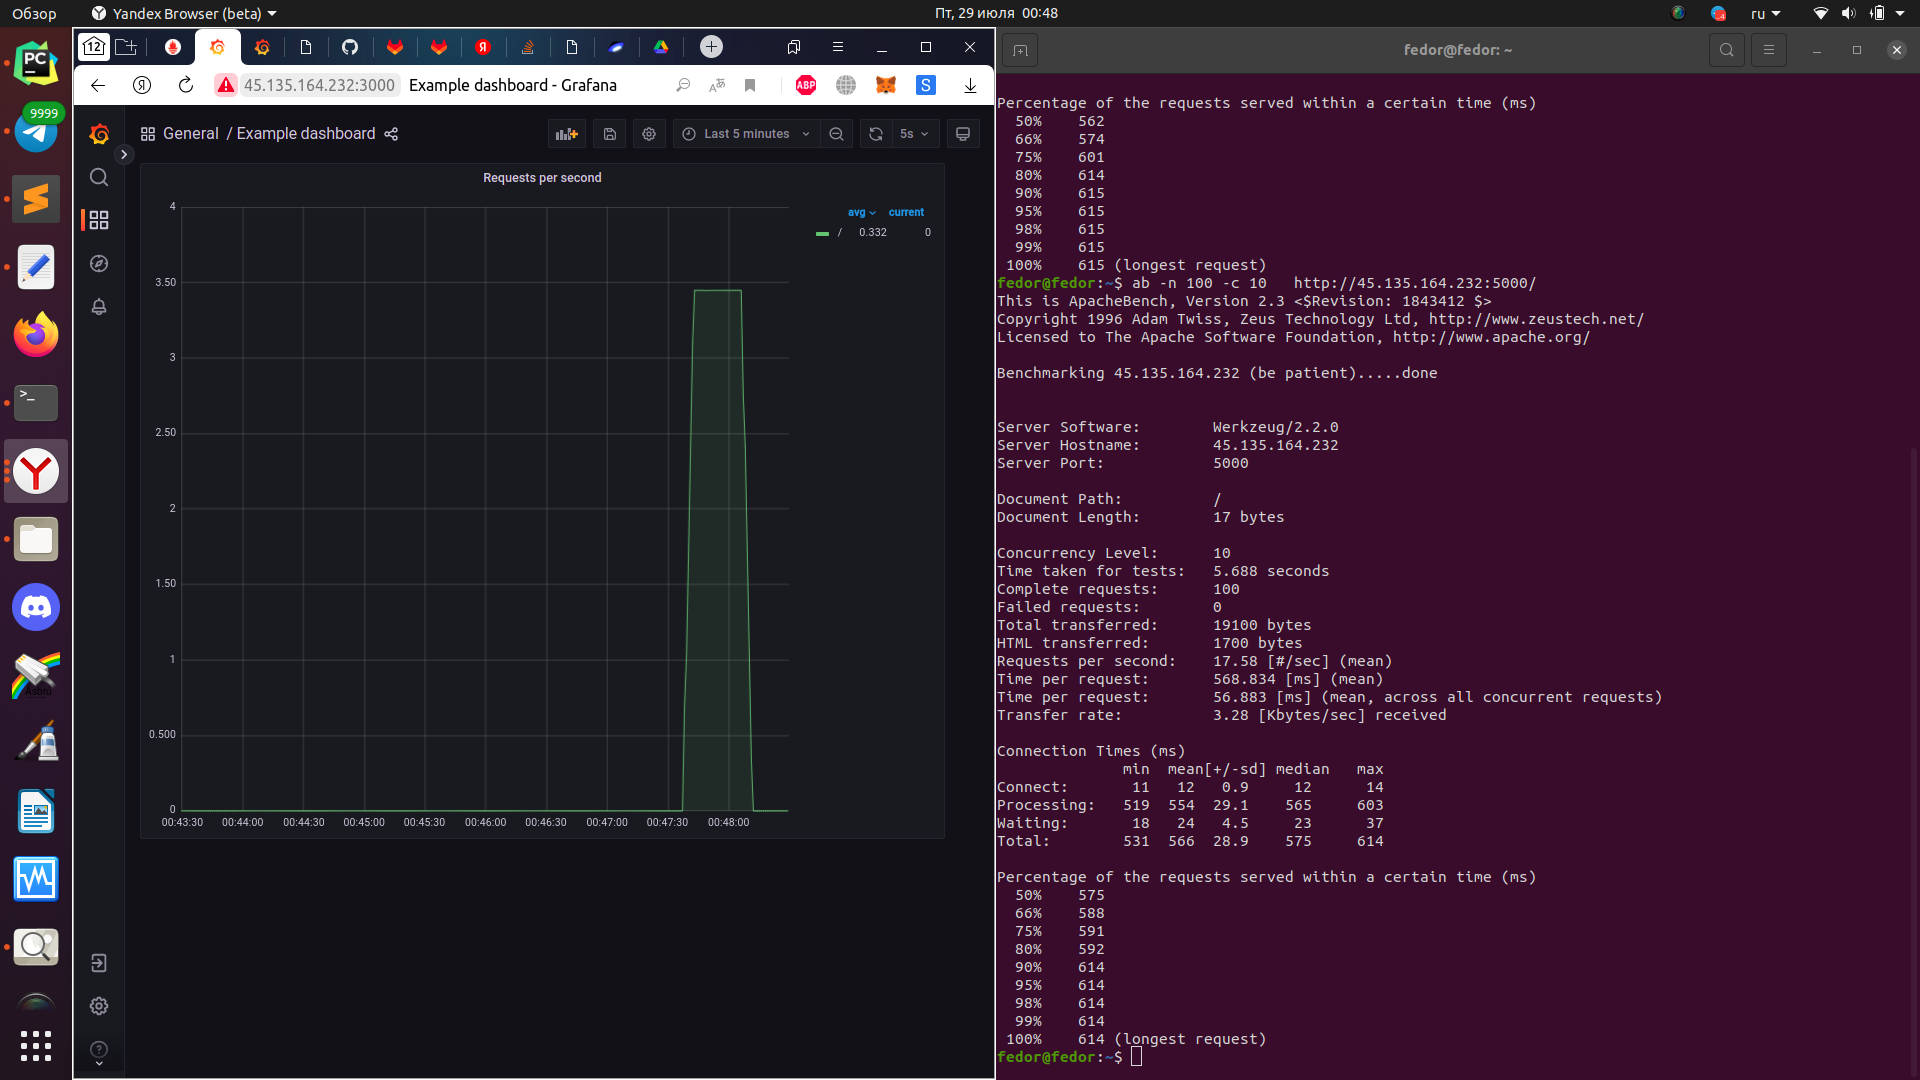 Обзор
Yandex Browser (beta)
Пт, 29 июля 00:48
ru
PC
9999
Asbru
12
45.135.164.232:3000
Example dashboard - Grafana
ABP
S
General / Example dashboard
Last 5 minutes
5s
Requests per second
4
3.50
3
2.50
2
1.50
1
0.500
0
00:43:30 00:44:00 00:44:30 00:45:00 00:45:30 00:46:00 00:46:30 00:47:00 00:47:30 00:48:00
avg current
/ 0.332 0
fedor@fedor: ~
Percentage of the requests served within a certain time (ms)
50% 562
66% 574
75% 601
80% 614
90% 615
95% 615
98% 615
99% 615
100% 615 (longest request)
fedor@fedor:~$ ab -n 100 -c 10 http://45.135.164.232:5000/
This is ApacheBench, Version 2.3 <$Revision: 1843412 $>
Copyright 1996 Adam Twiss, Zeus Technology Ltd, http://www.zeustech.net/
Licensed to The Apache Software Foundation, http://www.apache.org/
Benchmarking 45.135.164.232 (be patient).....done
Server Software: Werkzeug/2.2.0
Server Hostname: 45.135.164.232
Server Port: 5000
Document Path: /
Document Length: 17 bytes
Concurrency Level: 10
Time taken for tests: 5.688 seconds
Complete requests: 100
Failed requests: 0
Total transferred: 19100 bytes
HTML transferred: 1700 bytes
Requests per second: 17.58 [#/sec] (mean)
Time per request: 568.834 [ms] (mean)
Time per request: 56.883 [ms] (mean, across all concurrent requests)
Transfer rate: 3.28 [Kbytes/sec] received
Connection Times (ms)
min mean[+/-sd] median max
Connect: 11 12 0.9 12 14
Processing: 519 554 29.1 565 603
Waiting: 18 24 4.5 23 37
Total: 531 566 28.9 575 614
Percentage of the requests served within a certain time (ms)
50% 575
66% 588
75% 591
80% 592
90% 614
95% 614
98% 614
99% 614
100% 614 (longest request)
fedor@fedor:~$